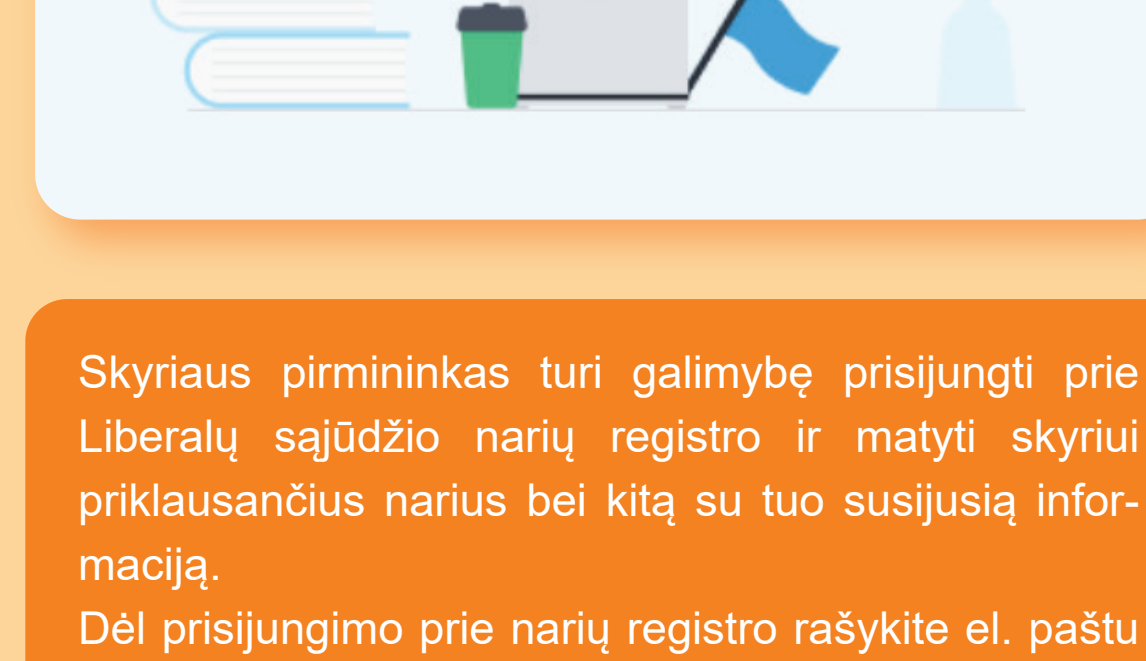 Skyriaus pirmininkas turi galimybę prisijungti prie
Liberalų sąjūdžio narių registro ir matyti skyriui
priklausančius narius bei kitą su tuo susijusią infor-
maciją.
Dėl prisijungimo prie narių registro rašykite el. paštu